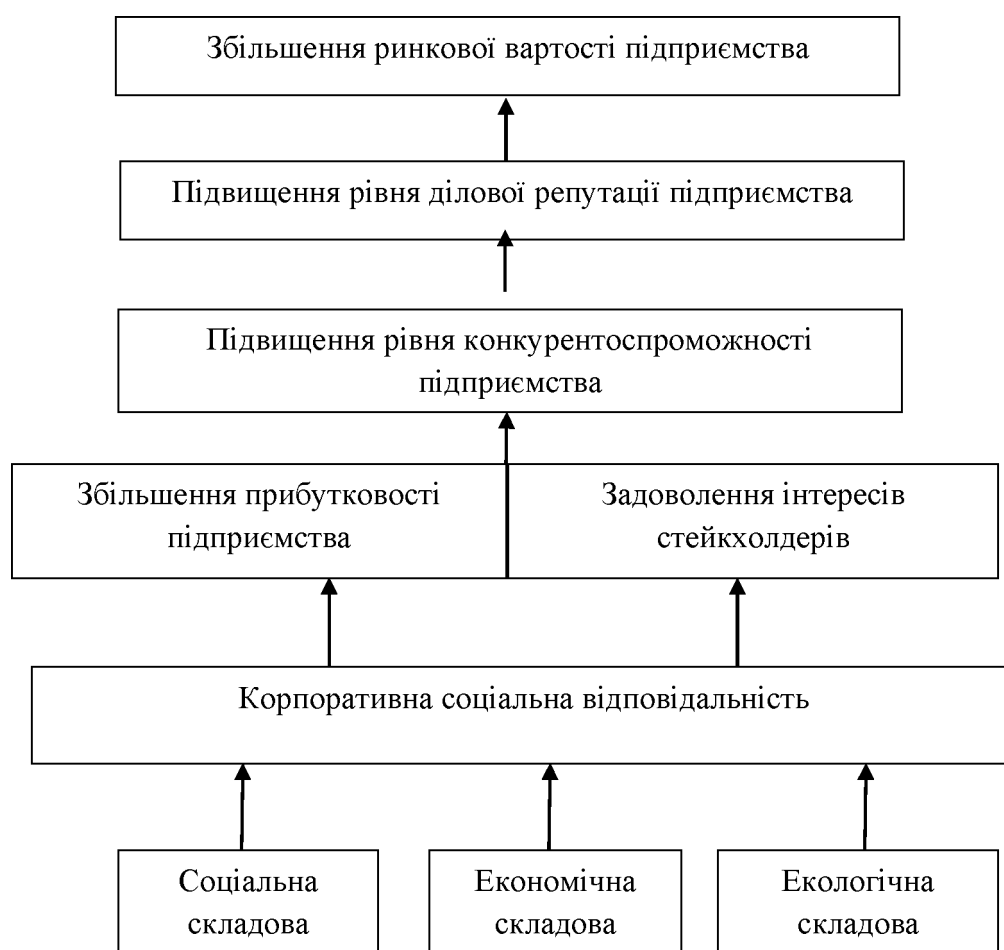 Збільшення ринкової вартості підприємства
Підвищення рівня ділової репутації підприємства
Підвищення рівня конкурентоспроможності
підприємства
Збільшення прибутковості
підприємства
Задоволення інтересів
стейкхолдерів
Корпоративна соціальна відповідальність
Соціальна
складова
Економічна
складова
Екологічна
складова